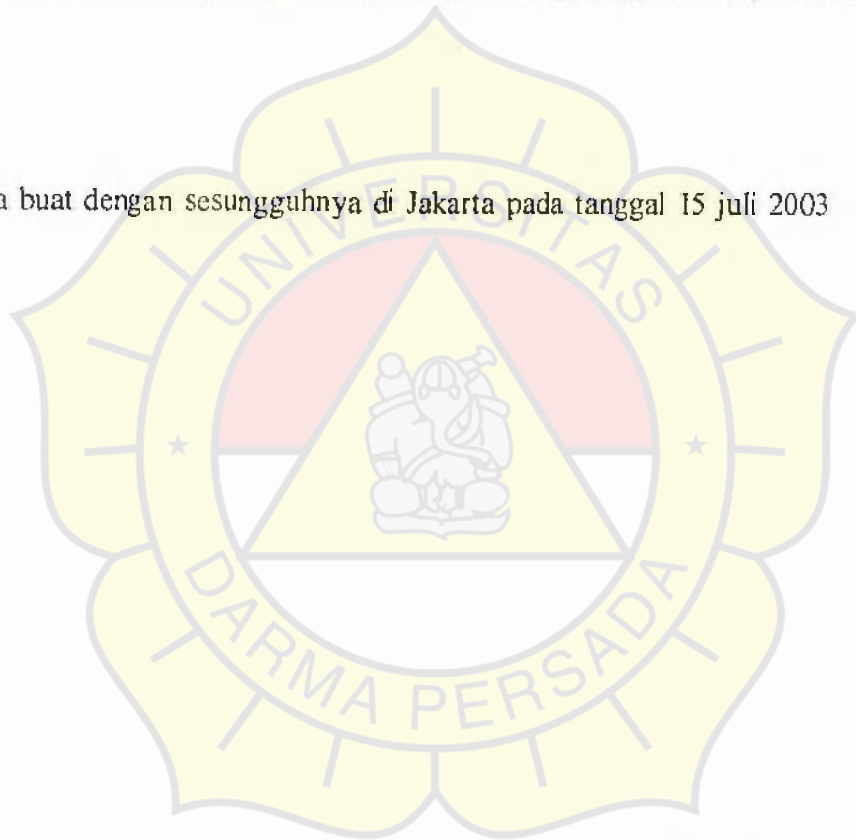 a buat dengan sesungguhnya di Jakarta pada tanggal 15 juli 2003
UNIVERSITAS
DARMA PERSADA